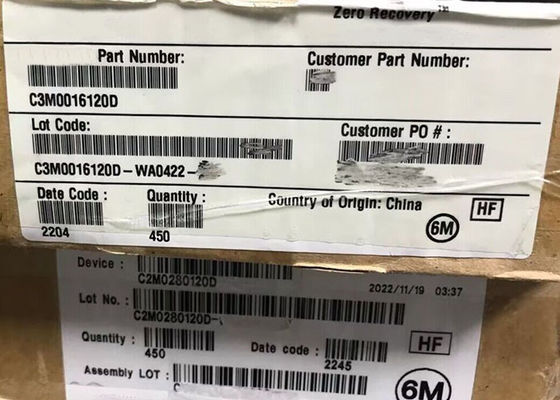 Zero Recovery™
Part Number: Customer Part Number:
C3M0016120D
Lot Code: Customer PO # :
C3M0016120D-WA0422-
Date Code : Quantity : Country of Origin: China HF
2204 450 6M
Device : C2M0280120D 2022/11/19 03:37
Lot No. : C2M0280120D-
Quantity : 450 Date code : 2245 HF
Assembly LOT : C 6M